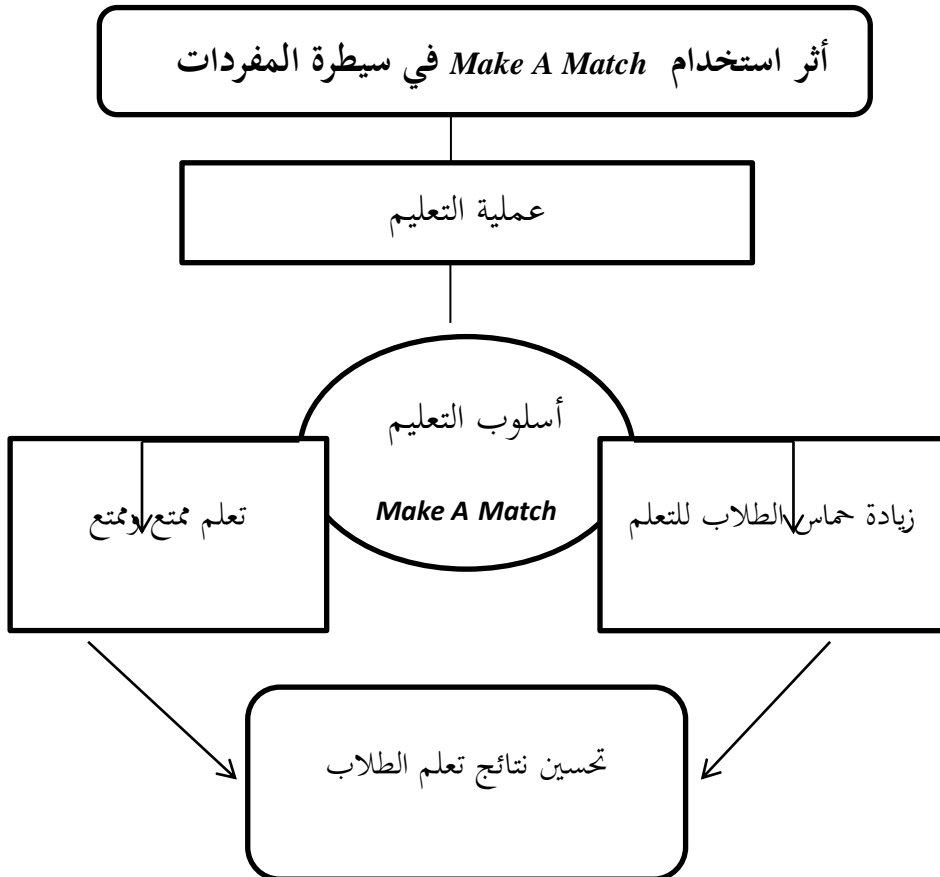 أثر استخدام Make A Match في سيطرة المفردات
عملية التعليم
أسلوب التعليم
Make A Match
زيادة حماس الطلاب للتعلم
تعلم ممتع وممتع
تحسين نتائج تعلم الطلاب